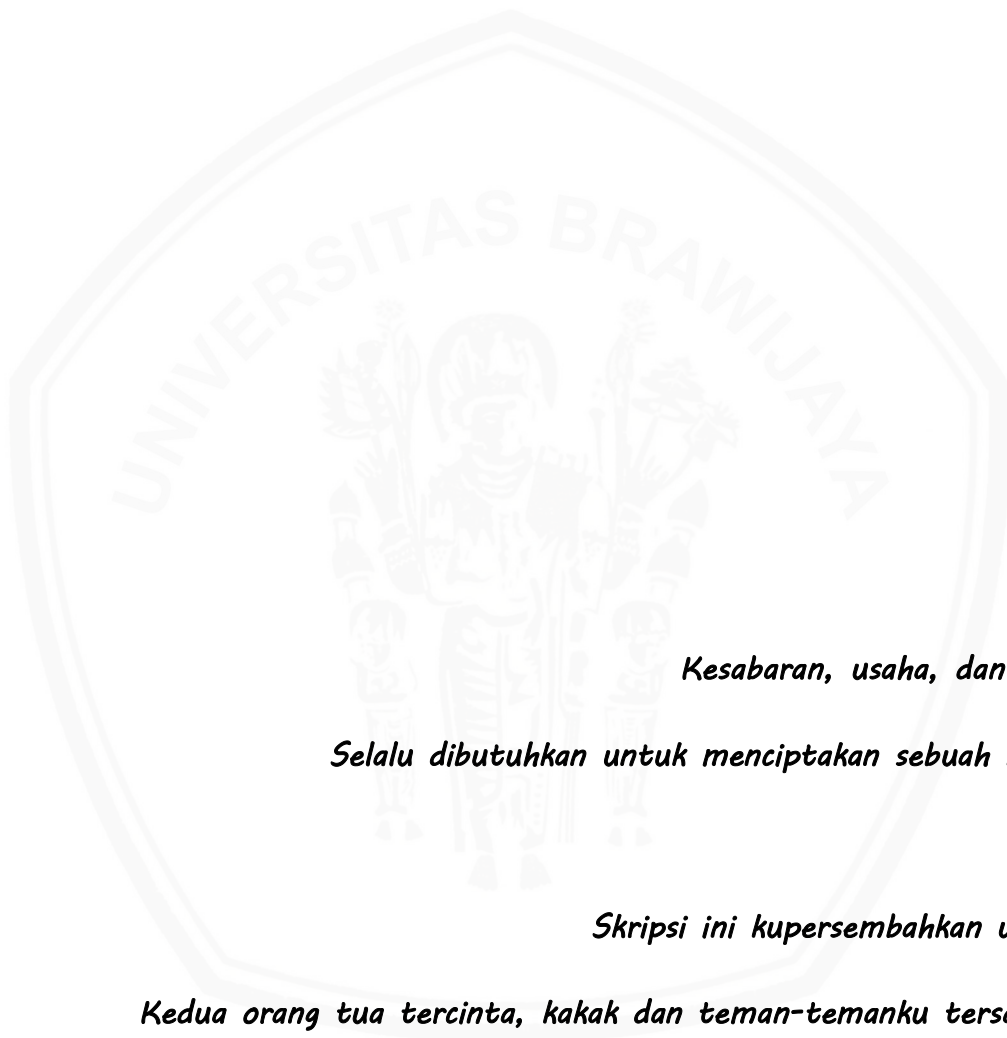 UNIVERSITAS BRAWIJAYA
Kesabaran, usaha, dan
Selalu dibutuhkan untuk menciptakan sebuah
Skripsi ini kupersembahkan
Kedua orang tua tercinta, kakak dan teman-temanku